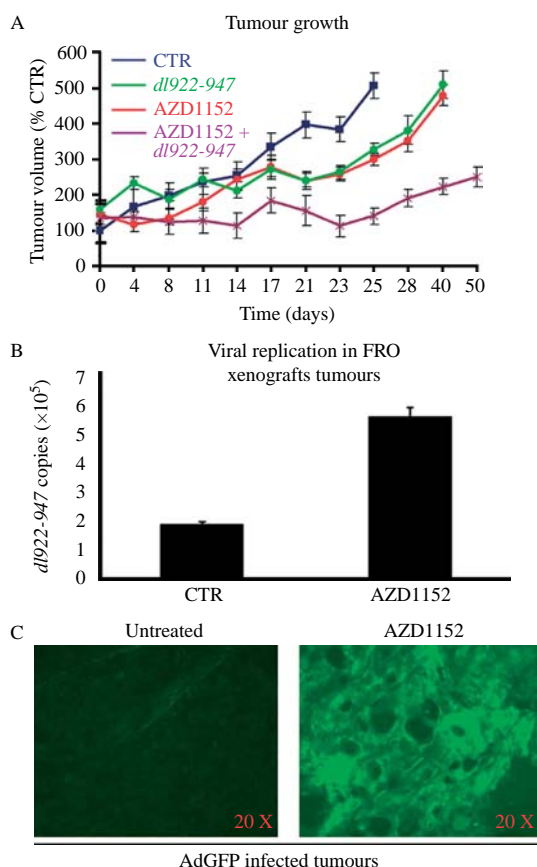 A
Tumour growth
600
500
400
300
200
100
0
Tumour volume (% CTR)
CTR
dl922-947
AZD1152
AZD1152 +
dl922-947
0 4 8 11 14 17 21 23 25 28 40 50
Time (days)
B
Viral replication in FRO
xenografts tumours
7
6
5
4
3
2
1
0
dl922-947 copies (×10⁵)
CTR AZD1152
C
Untreated AZD1152
20 X 20 X
AdGFP infected tumours